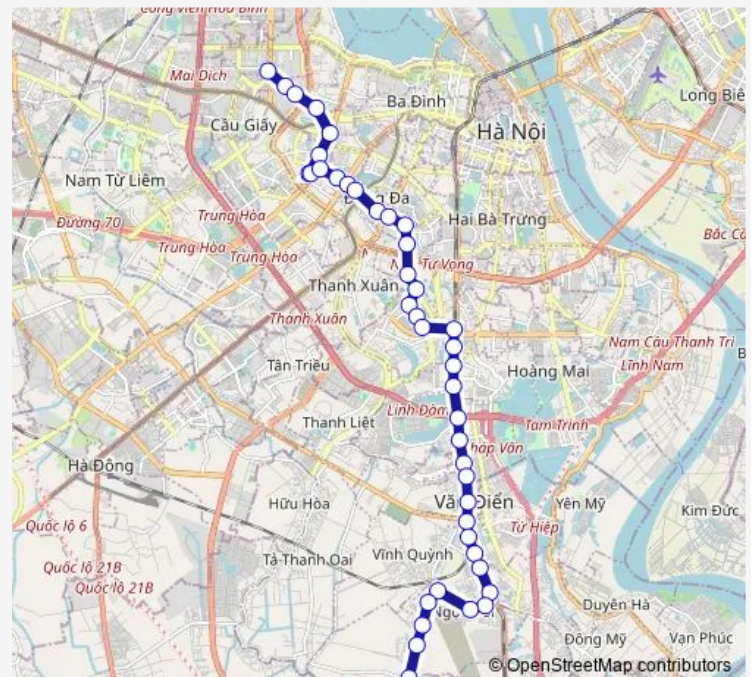 Mai Dịch
Ba Đình
Long Biê
Cầu Giấy
Hà Nội
Nam Từ Liêm
Đường 70
Trung Hòa
Hai Bà Trưng
Trung Hòa
Trung Hòa
Tư Vọng
Thanh Xuân
Thanh Xuân
Nam Cầu Thanh Trì
Lĩnh Nam
Tân Triều
Hoàng Mai
Linh Đàm
Thanh Liệt
Tam Trinh
Hà Đông
Hữu Hòa
Yên Mỹ
Kim Đức
Quốc lộ 6
Tứ Hiệp
Tả Thanh Oai
Vĩnh Quỳnh
Quốc lộ 21B
Quốc lộ 21B
Duyên Hà
Đông Mỹ
Vạn Phúc
© OpenStreetMap contributors